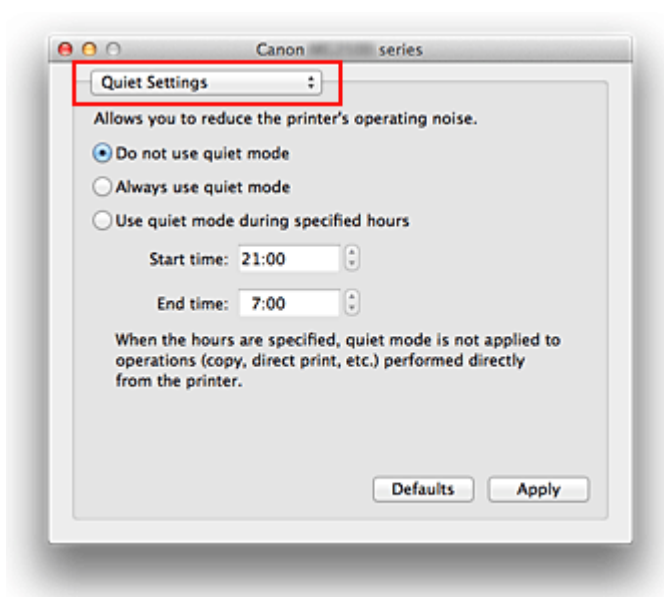 Canon series
Quiet Settings
Allows you to reduce the printer's operating noise.
Do not use quiet mode
Always use quiet mode
Use quiet mode during specified hours
Start time: 21:00
End time: 7:00
When the hours are specified, quiet mode is not applied to
operations (copy, direct print, etc.) performed directly
from the printer.
Defaults Apply